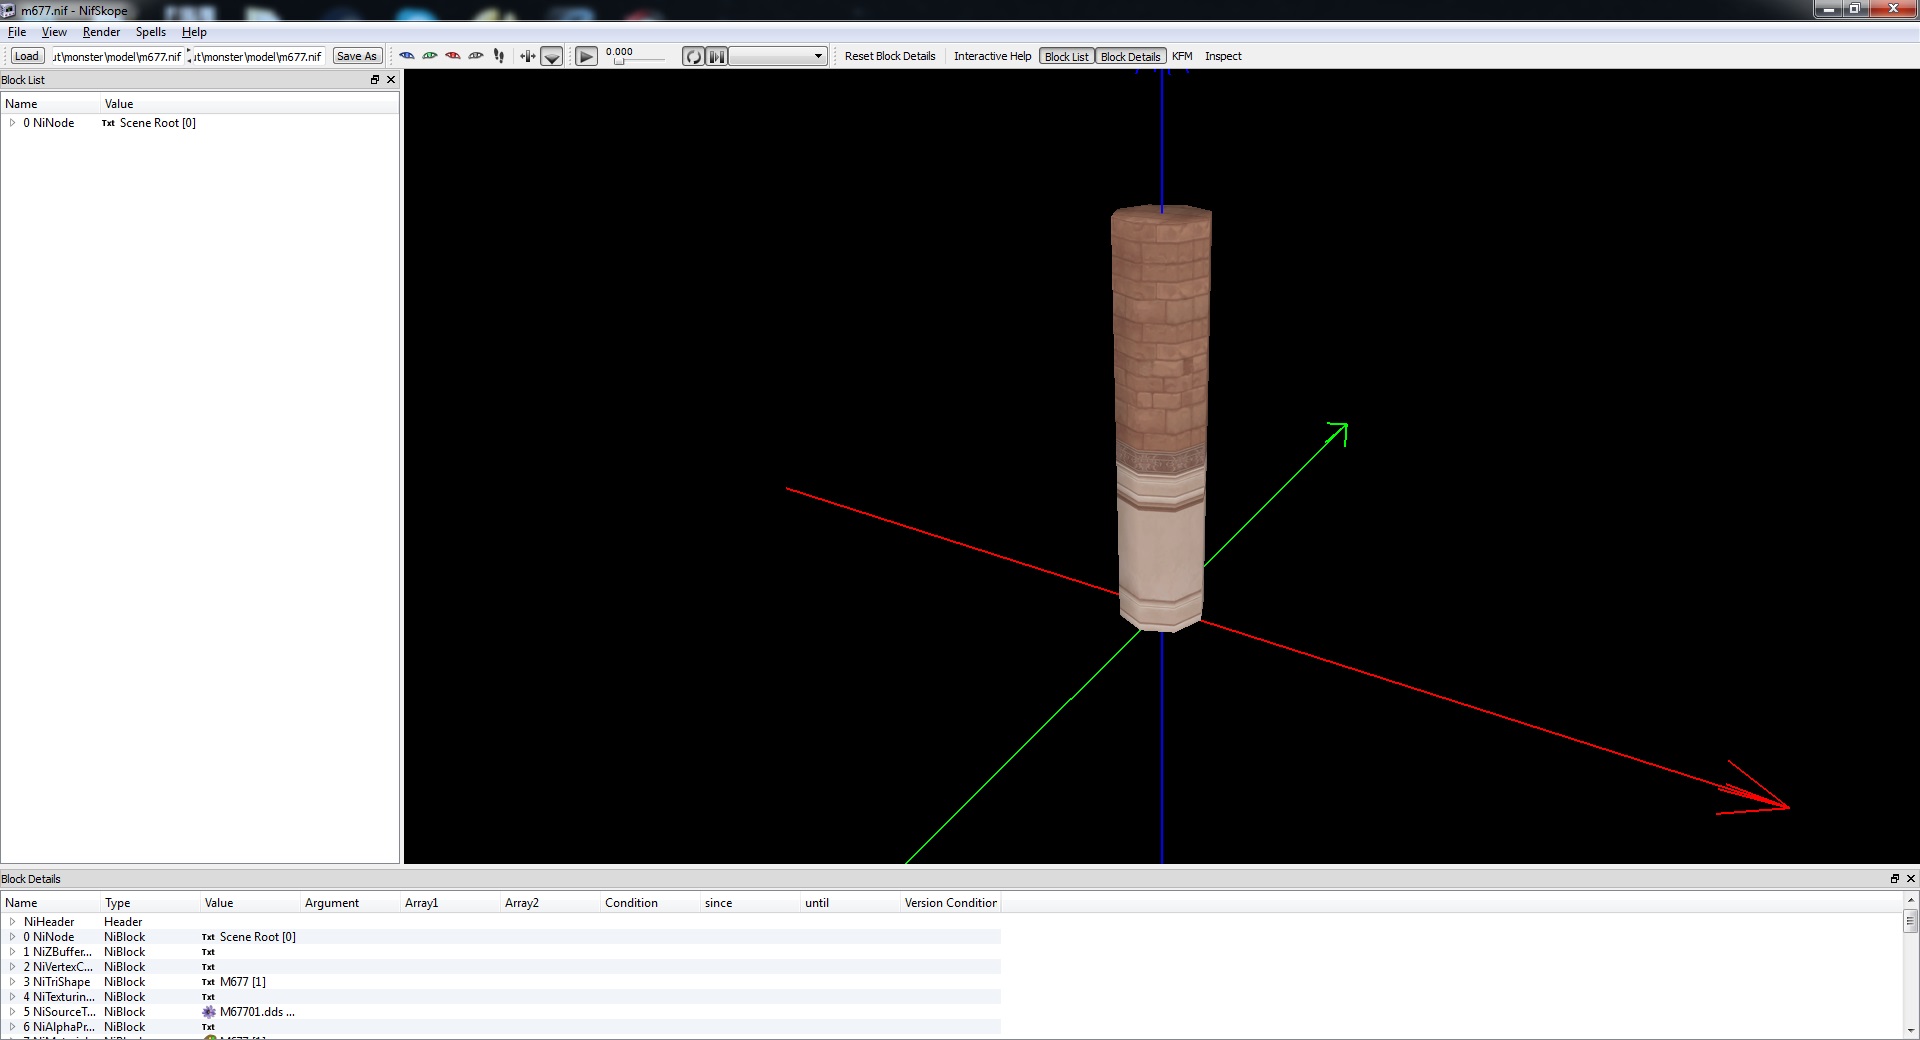 m677.nif - NifSkope
File View Render Spells Help
Load ut\monster\model\m677.nif ut\monster\model\m677.nif Save As 0.000 Reset Block Details Interactive Help Block List Block Details KFM Inspect
Block List
Name Value
0 NiNode Txt Scene Root [0]
Block Details
Name Type Value Argument Array1 Array2 Condition since until Version Condition
NiHeader Header
0 NiNode NiBlock Txt Scene Root [0]
1 NiZBuffer... NiBlock Txt
2 NiVertexC... NiBlock Txt
3 NiTriShape NiBlock Txt M677 [1]
4 NiTexturin... NiBlock Txt
5 NiSourceT... NiBlock M67701.dds ...
6 NiAlphaPr... NiBlock Txt